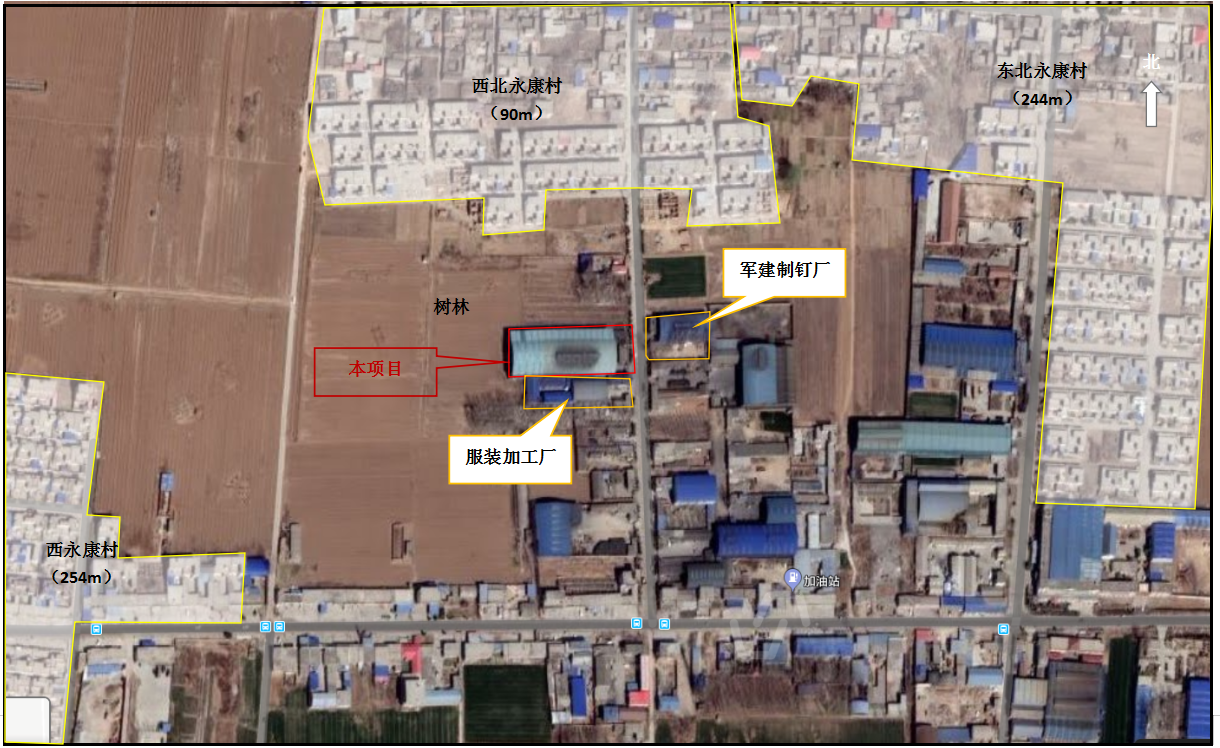 西北永康村
（90m）
东北永康村
（244m）
北
军建制钉厂
树林
本项目
服装加工厂
西永康村
（254m）
加油站